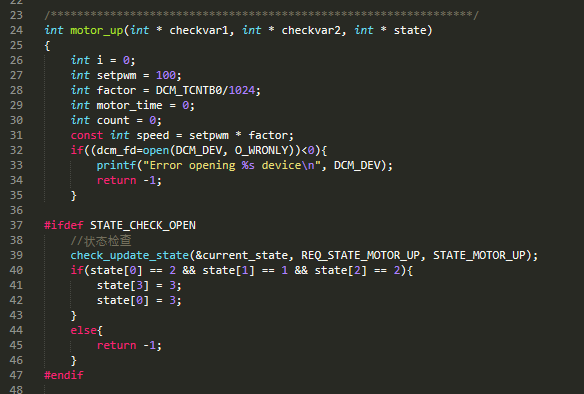 22
23 /****************************************************************/
24 int motor_up(int * checkvar1, int * checkvar2, int * state)
25 {
26 int i = 0;
27 int setpwm = 100;
28 int factor = DCM_TCNTB0/1024;
29 int motor_time = 0;
30 int count = 0;
31 const int speed = setpwm * factor;
32 if((dcm_fd=open(DCM_DEV, O_WRONLY))<0){
33 printf("Error opening %s device\n", DCM_DEV);
34 return -1;
35 }
36
37 #ifdef STATE_CHECK_OPEN
38 //状态检查
39 check_update_state(&current_state, REQ_STATE_MOTOR_UP, STATE_MOTOR_UP);
40 if(state[0] == 2 && state[1] == 1 && state[2] == 2){
41 state[3] = 3;
42 state[0] = 3;
43 }
44 else{
45 return -1;
46 }
47 #endif
48